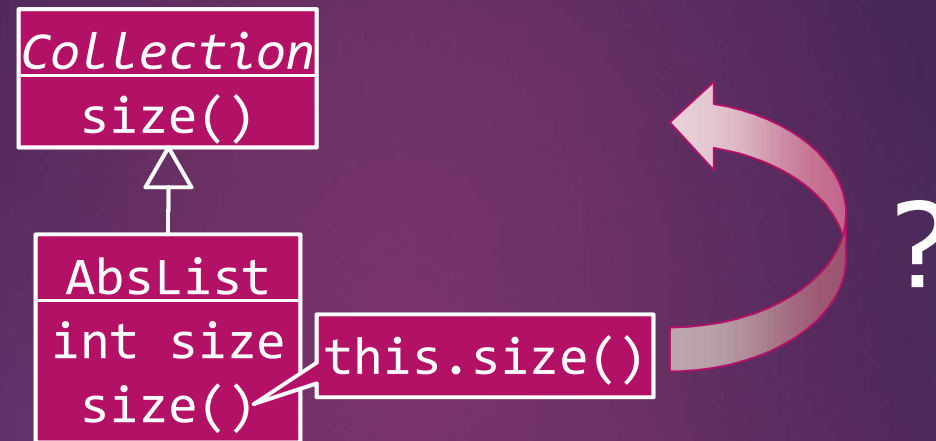 Collection
size()
AbsList
int size
size()
this.size()
?